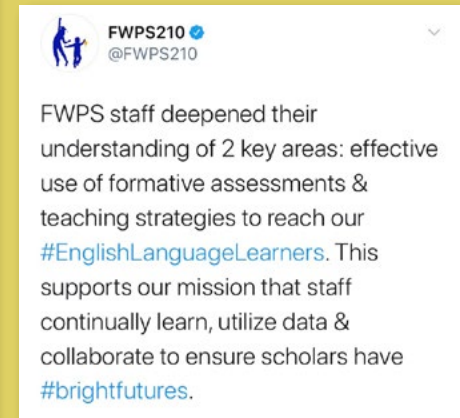 FWPS210
@FWPS210
FWPS staff deepened their
understanding of 2 key areas: effective
use of formative assessments &
teaching strategies to reach our
#EnglishLanguageLearners. This
supports our mission that staff
continually learn, utilize data &
collaborate to ensure scholars have
#brightfutures.